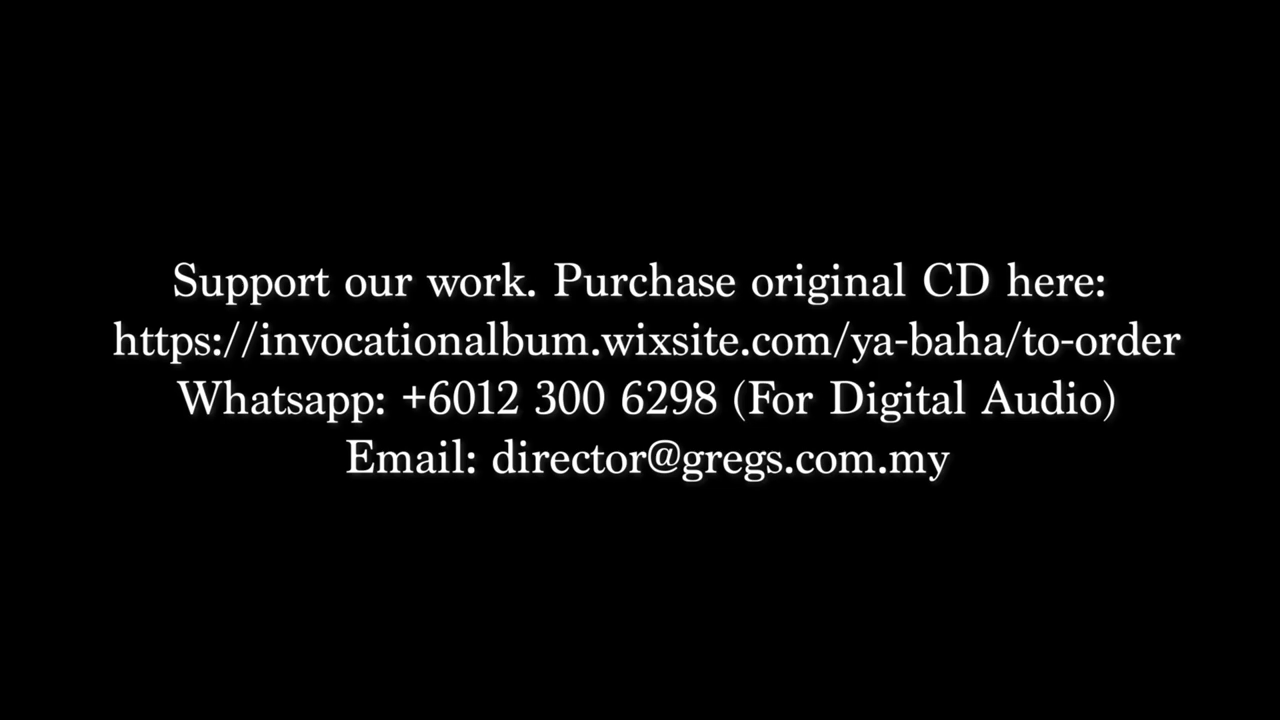 Support our work. Purchase original CD here:
https://invocationalbum.wixsite.com/ya-baha/to-order
Whatsapp: +6012 300 6298 (For Digital Audio)
Email: director@gregs.com.my